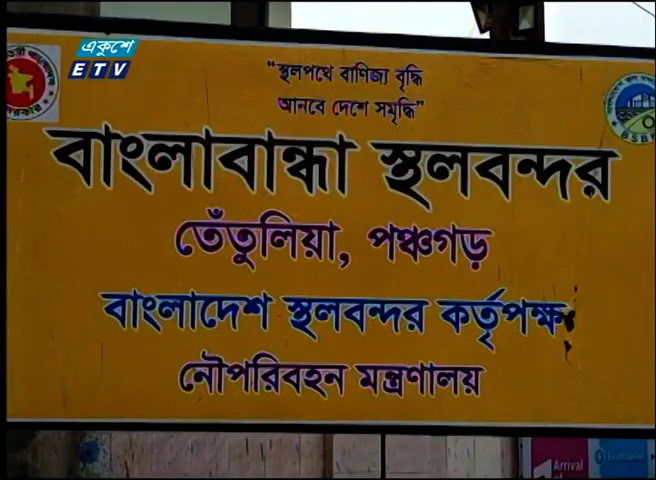 একুশে
ETV
“স্থলপথে বাণিজ্য বৃদ্ধি
আনবে দেশে সমৃদ্ধি”
বাংলাবান্ধা স্থলবন্দর
তেঁতুলিয়া, পঞ্চগড়
বাংলাদেশ স্থলবন্দর কর্তৃপক্ষ
নৌপরিবহন মন্ত্রণালয়
Arrival